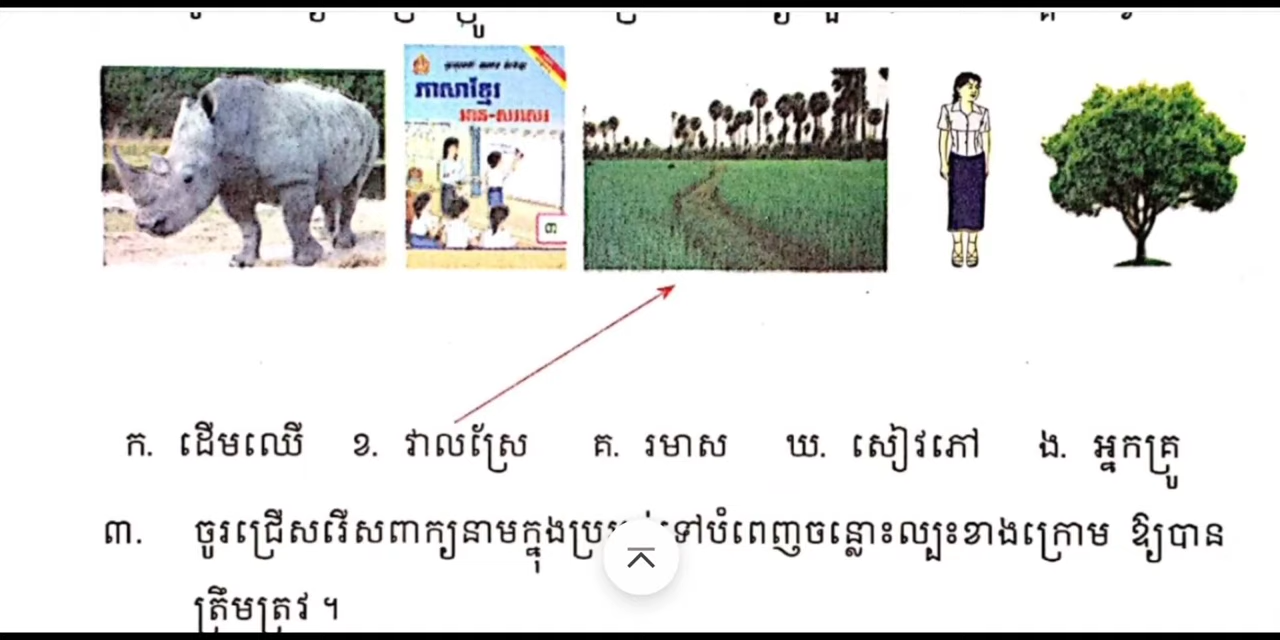 ភាសាខ្មែរ
អាន-សរសេរ
៣
ក. ដើមឈើ ខ. វាលស្រែ គ. រមាស ឃ. សៀវភៅ ង. អ្នកគ្រូ
៣. ចូរជ្រើសរើសពាក្យនាមក្នុងប្រ ទៅបំពេញចន្លោះល្បះខាងក្រោម ឱ្យបាន
ត្រឹមត្រូវ ។